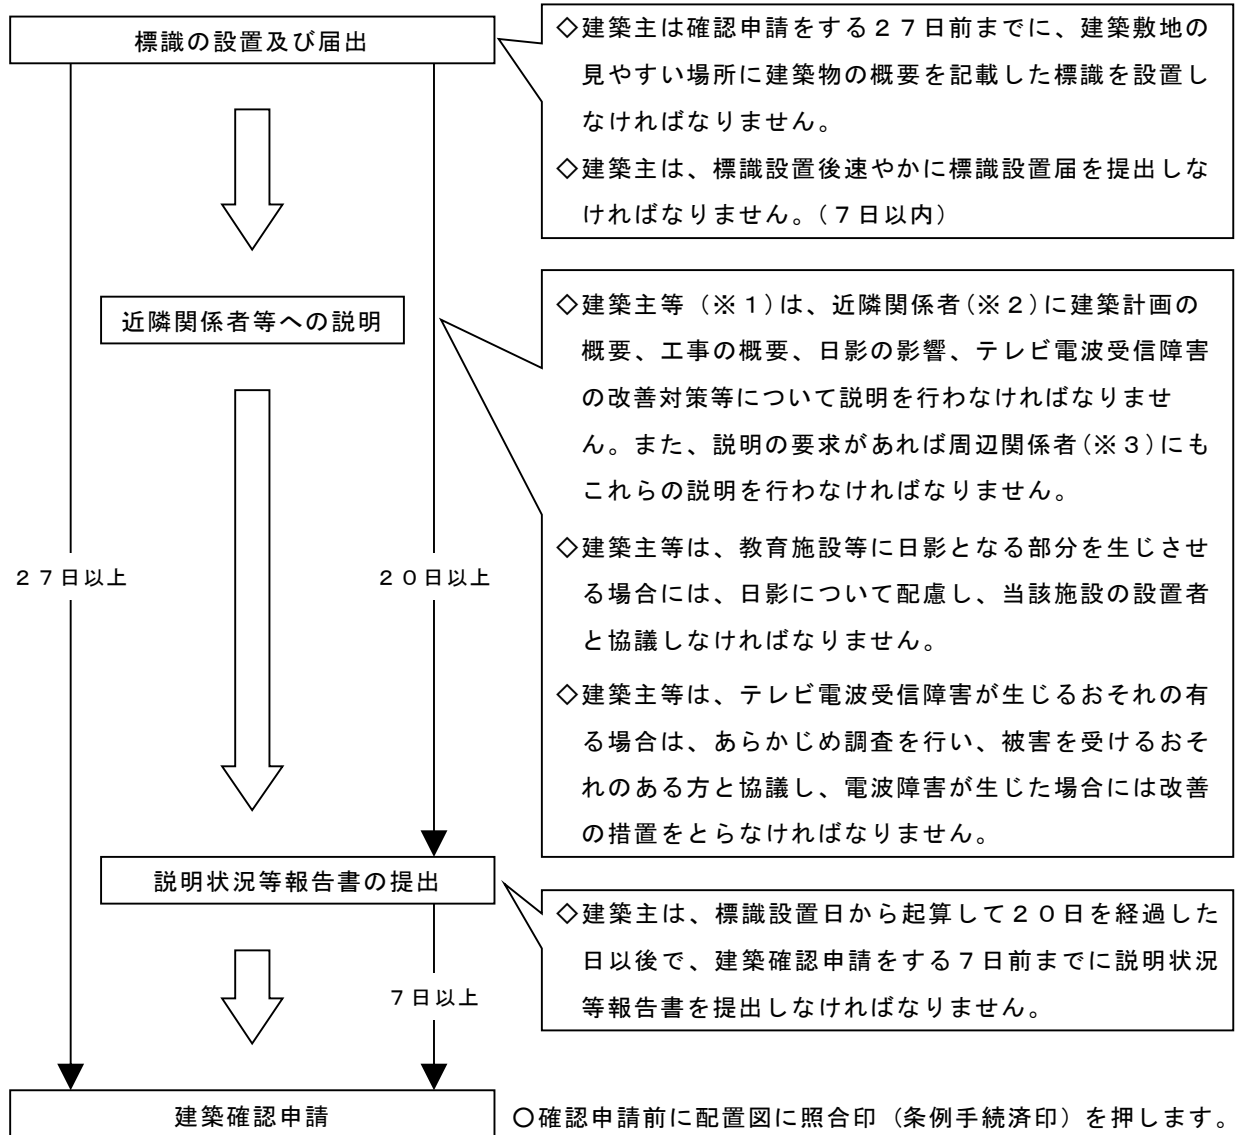 標識の設置及び届出
◇建築主は確認申請をする２７日前までに、建築敷地の
見やすい場所に建築物の概要を記載した標識を設置し
なければなりません。
◇建築主は、標識設置後速やかに標識設置届を提出しな
ければなりません。（７日以内）
近隣関係者等への説明
◇建築主等（※１）は、近隣関係者（※２）に建築計画の
概要、工事の概要、日影の影響、テレビ電波受信障害
の改善対策等について説明を行わなければなりませ
ん。また、説明の要求があれば周辺関係者（※３）にも
これらの説明を行わなければなりません。
◇建築主等は、教育施設等に日影となる部分を生じさせ
る場合には、日影について配慮し、当該施設の設置者
と協議しなければなりません。
◇建築主等は、テレビ電波受信障害が生じるおそれの有
る場合は、あらかじめ調査を行い、被害を受けるおそ
れのある方と協議し、電波障害が生じた場合には改善
の措置をとらなければなりません。
２７日以上
２０日以上
説明状況等報告書の提出
◇建築主は、標識設置日から起算して２０日を経過した
日以後で、建築確認申請をする７日前までに説明状況
等報告書を提出しなければなりません。
７日以上
建築確認申請
○確認申請前に配置図に照合印（条例手続済印）を押します。